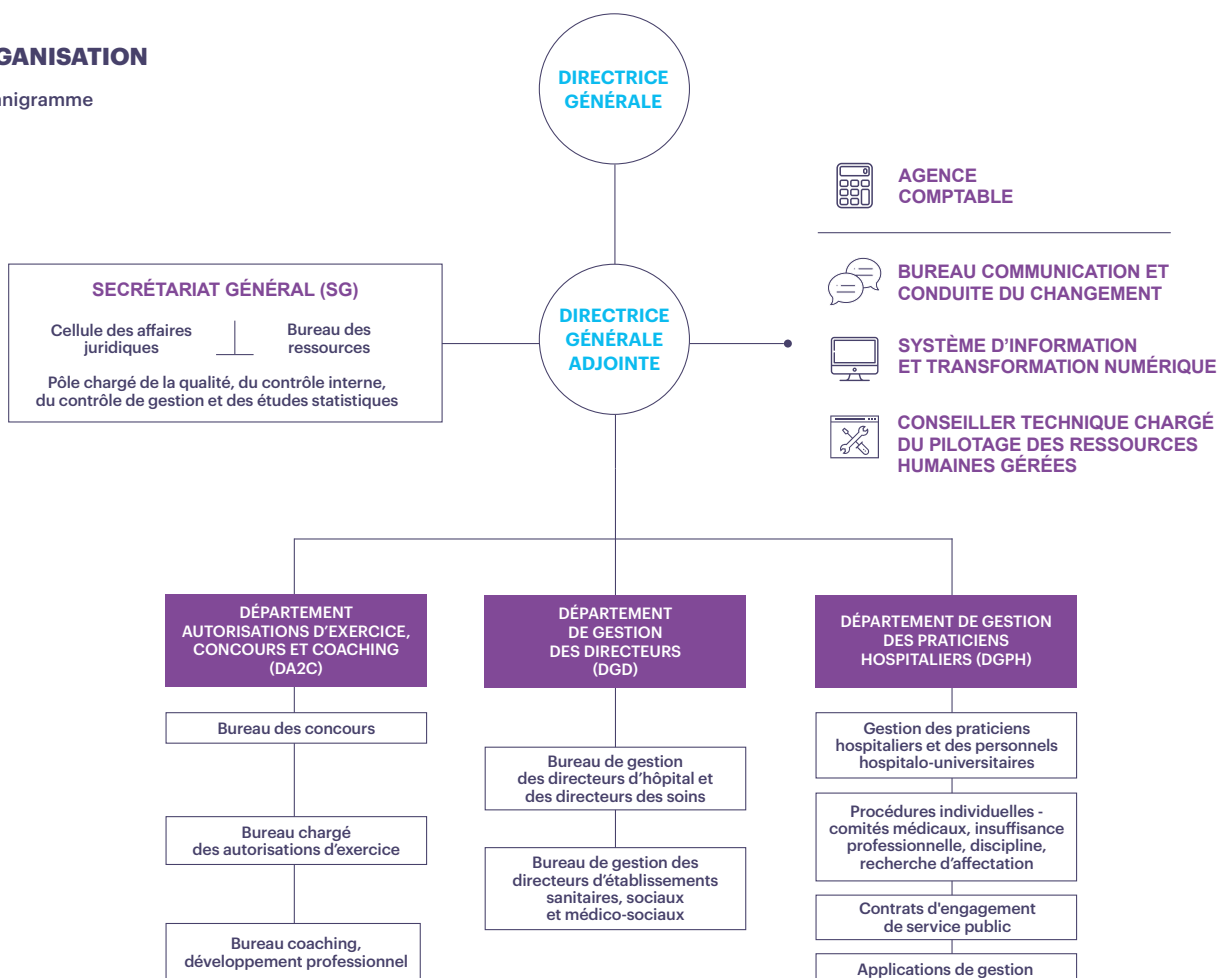 GANISATION
nigramme
DIRECTRICE
GÉNÉRALE
AGENCE
COMPTABLE
BUREAU COMMUNICATION ET
CONDUITE DU CHANGEMENT
SYSTÈME D'INFORMATION
ET TRANSFORMATION NUMÉRIQUE
CONSEILLER TECHNIQUE CHARGÉ
DU PILOTAGE DES RESSOURCES
HUMAINES GÉRÉES
SECRÉTARIAT GÉNÉRAL (SG)
Cellule des affaires
juridiques
Bureau des
ressources
Pôle chargé de la qualité, du contrôle interne,
du contrôle de gestion et des études statistiques
DIRECTRICE
GÉNÉRALE
ADJOINTE
DÉPARTEMENT
AUTORISATIONS D'EXERCICE,
CONCOURS ET COACHING
(DA2C)
Bureau des concours
Bureau chargé
des autorisations d'exercice
Bureau coaching,
développement professionnel
DÉPARTEMENT
DE GESTION
DES DIRECTEURS
(DGD)
Bureau de gestion
des directeurs d'hôpital et
des directeurs des soins
Bureau de gestion des
directeurs d'établissements
sanitaires, sociaux
et médico-sociaux
DÉPARTEMENT DE GESTION
DES PRATICIENS
HOSPITALIERS (DGPH)
Gestion des praticiens
hospitaliers et des personnels
hospitalo-universitaires
Procédures individuelles -
comités médicaux, insuffisance
professionnelle, discipline,
recherche d'affectation
Contrats d'engagement
de service public
Applications de gestion